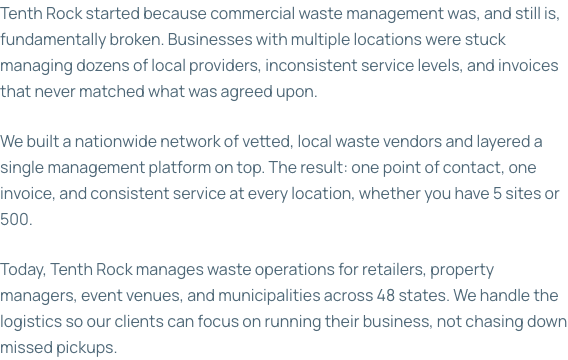 Tenth Rock started because commercial waste management was, and still is,
fundamentally broken. Businesses with multiple locations were stuck
managing dozens of local providers, inconsistent service levels, and invoices
that never matched what was agreed upon.
We built a nationwide network of vetted, local waste vendors and layered a
single management platform on top. The result: one point of contact, one
invoice, and consistent service at every location, whether you have 5 sites or
500.
Today, Tenth Rock manages waste operations for retailers, property
managers, event venues, and municipalities across 48 states. We handle the
logistics so our clients can focus on running their business, not chasing down
missed pickups.